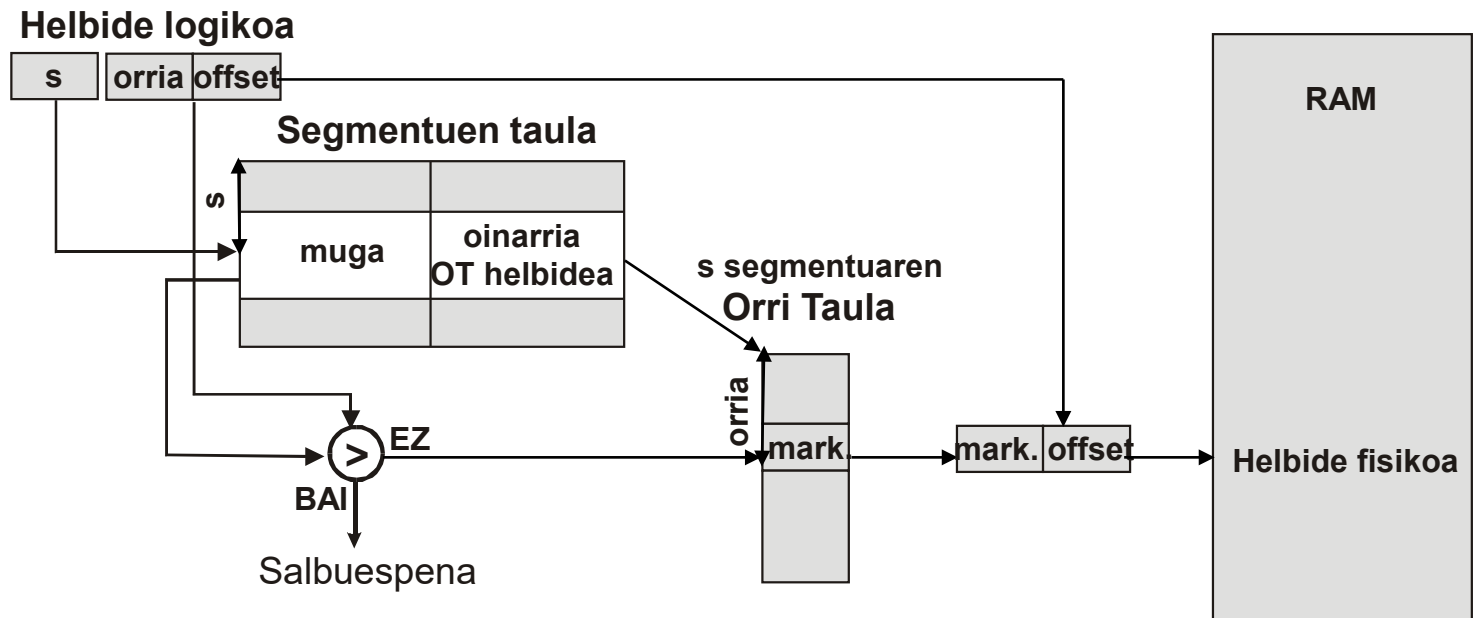 Helbide logikoa
s orria offset
RAM
Segmentuen taula
s
muga
oinarria
OT helbidea
s segmentuaren
Orri Taula
orria
EZ
>
mark.
mark. offset
Helbide fisikoa
BAI
Salbuespena